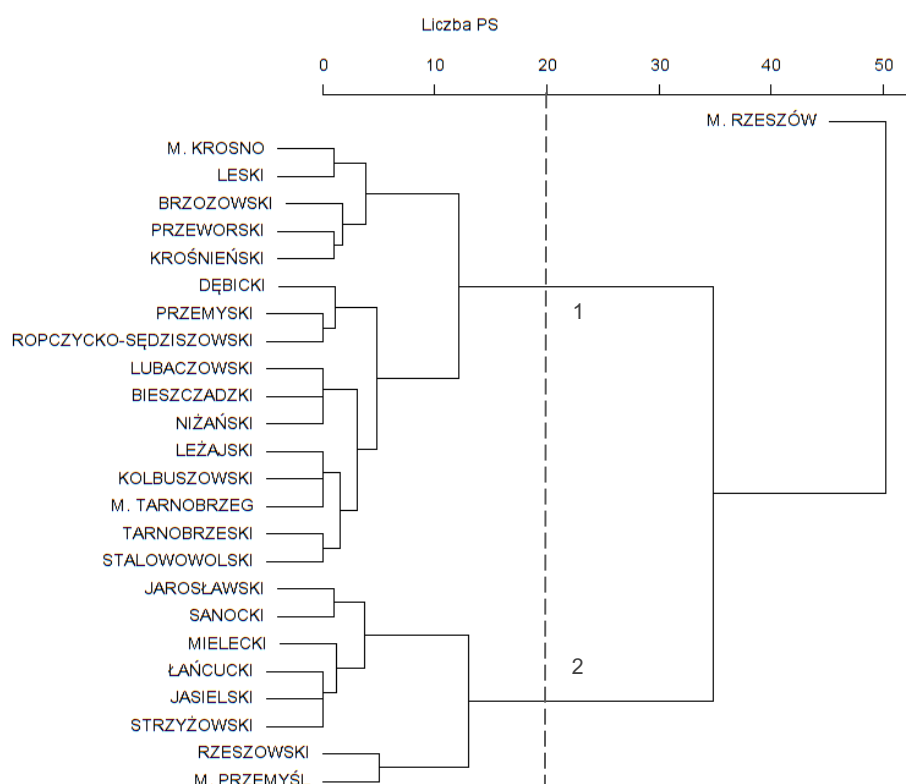 Liczba PS
0 10 20 30 40 50
M. RZESZÓW
M. KROSNO
LESKI
BRZOZOWSKI
PRZEWORSKI
KROŚNIEŃSKI
DĘBICKI
PRZEMYSKI
1
ROPCZYCKO-SĘDZISZOWSKI
LUBACZOWSKI
BIESZCZADZKI
NIŻAŃSKI
LEŻAJSKI
KOLBUSZOWSKI
M. TARNOBRZEG
TARNOBRZESKI
STALOWOWOLSKI
JAROSŁAWSKI
SANOCKI
MIELECKI
ŁAŃCUCKI
2
JASIELSKI
STRZYŻOWSKI
RZESZOWSKI
M. PRZEMYŚL